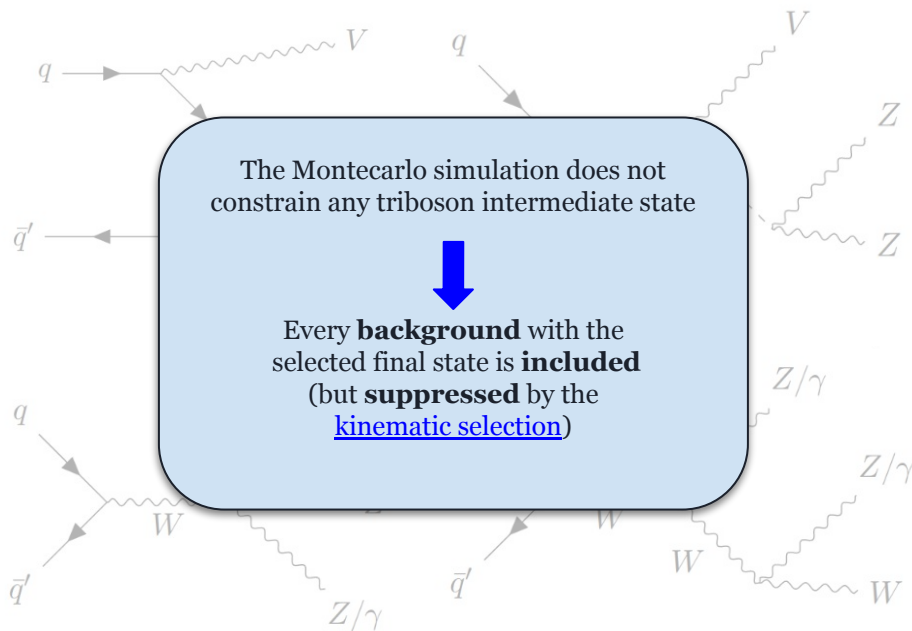 V
q
q
V
Z
The Montecarlo simulation does not
constrain any triboson intermediate state
q̄′
Z
Every background with the
selected final state is included
(but suppressed by the
kinematic selection)
Z/γ
q
Z/γ
W
W
W
q̄′
q̄′
W
Z/γ